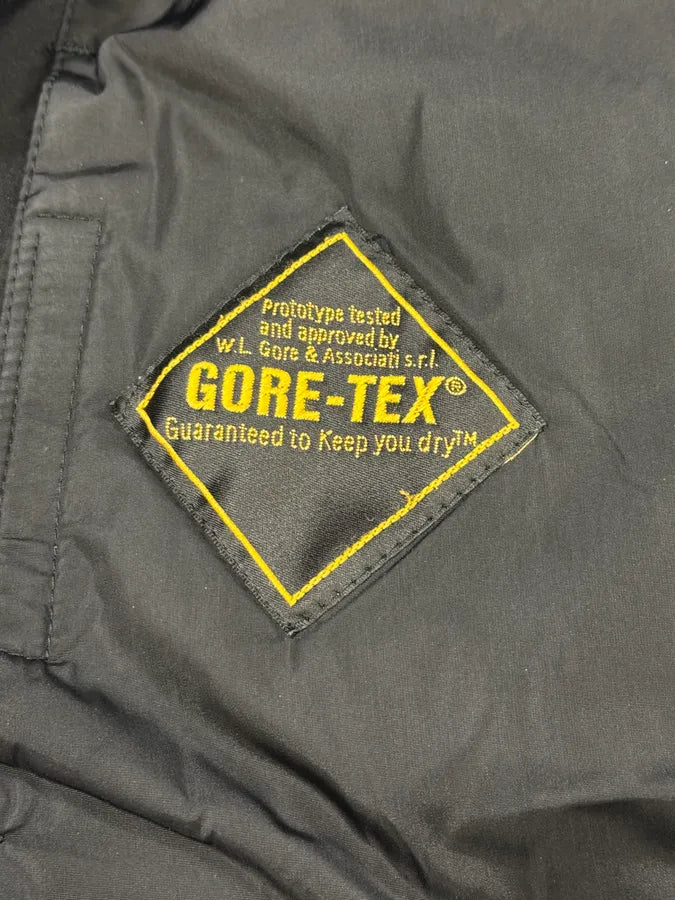 Prototype tested
and approved by
W.L. Gore & Associati s.r.l.
GORE-TEX®
Guaranteed to Keep you dry™